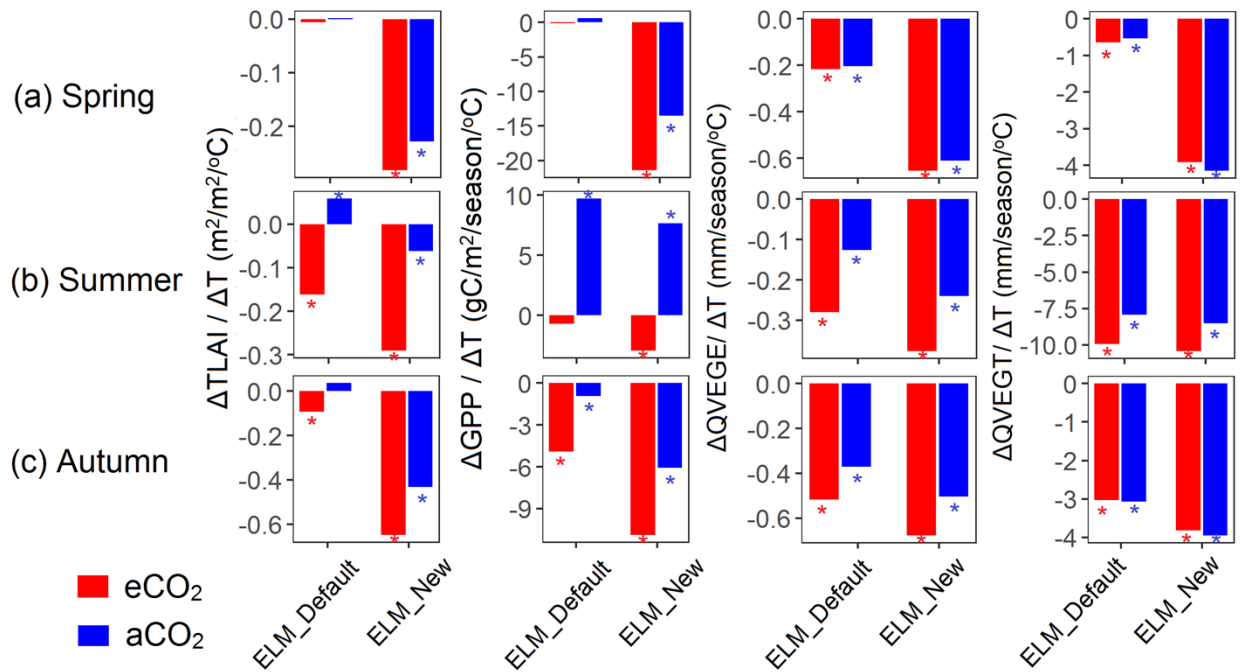 (a) Spring
(b) Summer
(c) Autumn
ΔTLAI / ΔT (m²/m²/°C)
0.0
-0.1
-0.2
0.0
-0.1
-0.2
-0.3
0.0
-0.2
-0.4
-0.6
ΔGPP / ΔT (gC/m²/season/°C)
0
-5
-10
-15
-20
10
5
0
0
-3
-6
-9
ΔQVEGE/ ΔT (mm/season/°C)
0.0
-0.2
-0.4
-0.6
0.0
-0.1
-0.2
-0.3
0.0
-0.2
-0.4
-0.6
ΔQVEGT/ ΔT (mm/season/°C)
0
-1
-2
-3
-4
0.0
-2.5
-5.0
-7.5
-10.0
0
-1
-2
-3
-4
* * * * * *
* * * * * * * * * * * * * * *
* * * * * * * * * * * * * * *
ELM_Default
ELM_New
ELM_Default
ELM_New
ELM_Default
ELM_New
ELM_Default
ELM_New
eCO₂
aCO₂